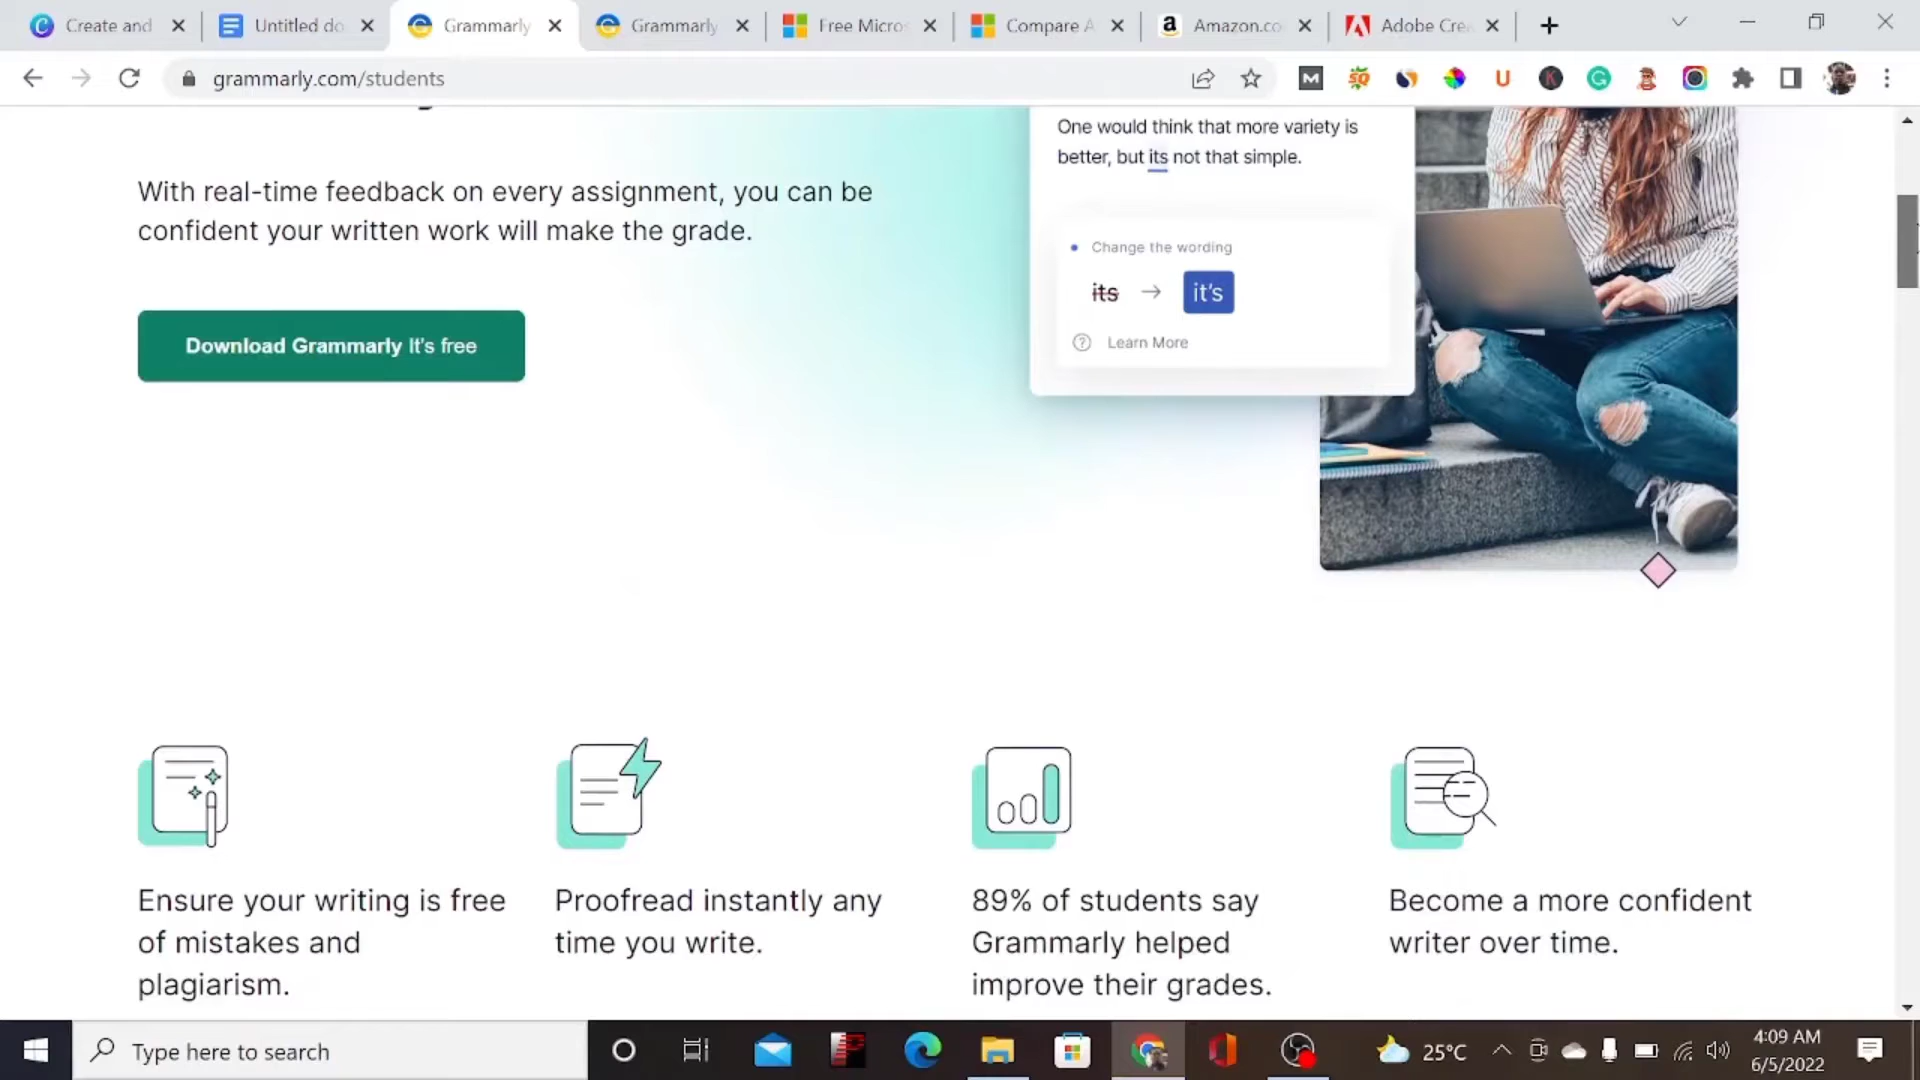 Create and
Untitled do
Grammarly
Grammarly
Free Micros
Compare A
Amazon.co
Adobe Crea
grammarly.com/students
With real-time feedback on every assignment, you can be
confident your written work will make the grade.
Download Grammarly It's free
One would think that more variety is
better, but its not that simple.
Change the wording
its → it's
Learn More
Ensure your writing is free
of mistakes and
plagiarism.
Proofread instantly any
time you write.
89% of students say
Grammarly helped
improve their grades.
Become a more confident
writer over time.
Type here to search
25°C
4:09 AM
6/5/2022